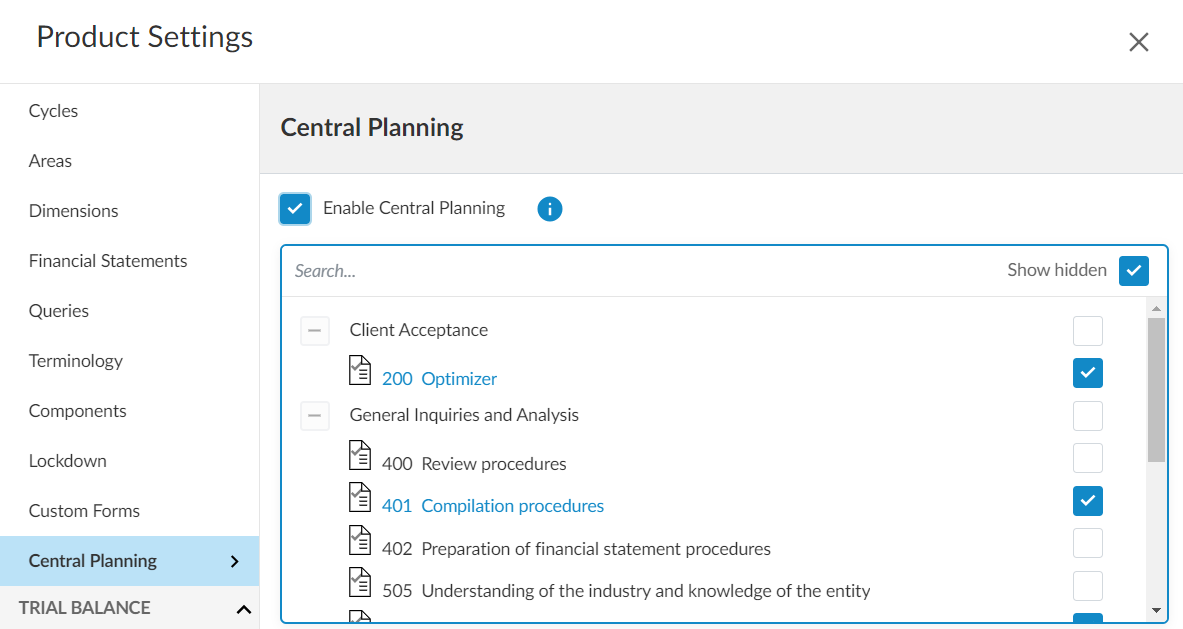 Product Settings
Cycles
Areas
Dimensions
Financial Statements
Queries
Terminology
Components
Lockdown
Custom Forms
Central Planning
TRIAL BALANCE
Central Planning
Enable Central Planning
Search...
Show hidden
Client Acceptance
200 Optimizer
General Inquiries and Analysis
400 Review procedures
401 Compilation procedures
402 Preparation of financial statement procedures
505 Understanding of the industry and knowledge of the entity